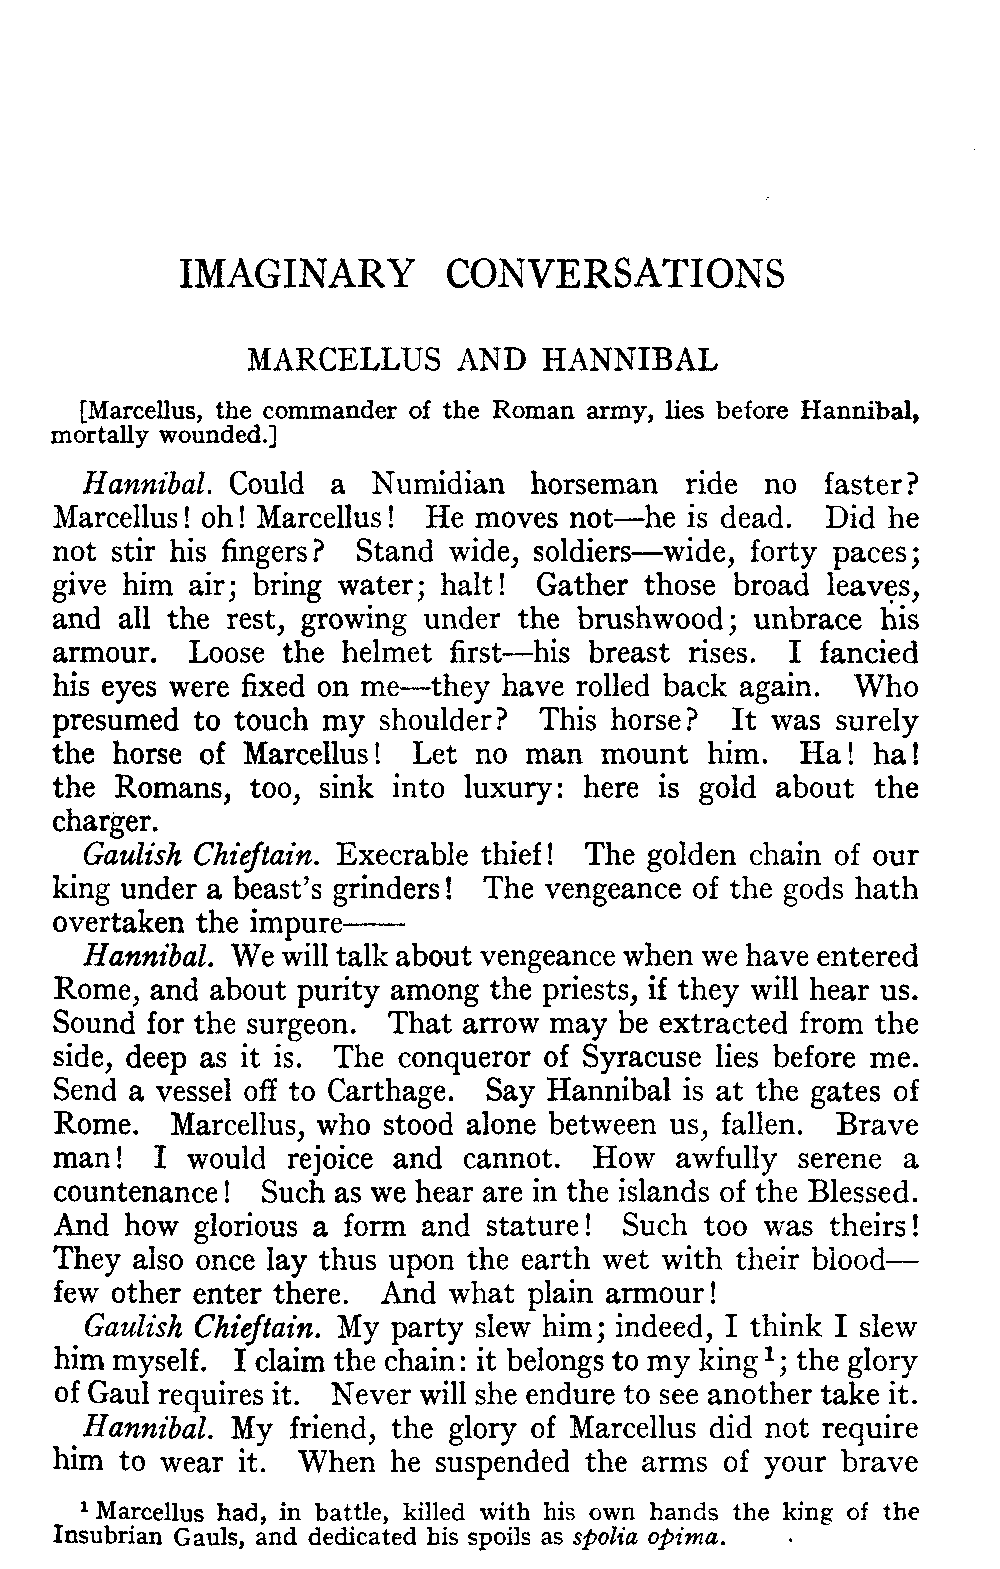 IMAGINARY CONVERSATIONS
MARCELLUS AND HANNIBAL
[Marcellus, the commander of the Roman army, lies before Hannibal,
mortally wounded.]
Hannibal. Could a Numidian horseman ride no faster?
Marcellus! oh! Marcellus! He moves not—he is dead. Did he
not stir his fingers? Stand wide, soldiers—wide, forty paces;
give him air; bring water; halt! Gather those broad leaves,
and all the rest, growing under the brushwood; unbrace his
armour. Loose the helmet first—his breast rises. I fancied
his eyes were fixed on me—they have rolled back again. Who
presumed to touch my shoulder? This horse? It was surely
the horse of Marcellus! Let no man mount him. Ha! ha!
the Romans, too, sink into luxury: here is gold about the
charger.
Gaulish Chieftain. Execrable thief! The golden chain of our
king under a beast's grinders! The vengeance of the gods hath
overtaken the impure——
Hannibal. We will talk about vengeance when we have entered
Rome, and about purity among the priests, if they will hear us.
Sound for the surgeon. That arrow may be extracted from the
side, deep as it is. The conqueror of Syracuse lies before me.
Send a vessel off to Carthage. Say Hannibal is at the gates of
Rome. Marcellus, who stood alone between us, fallen. Brave
man! I would rejoice and cannot. How awfully serene a
countenance! Such as we hear are in the islands of the Blessed.
And how glorious a form and stature! Such too was theirs!
They also once lay thus upon the earth wet with their blood—
few other enter there. And what plain armour!
Gaulish Chieftain. My party slew him; indeed, I think I slew
him myself. I claim the chain: it belongs to my king¹; the glory
of Gaul requires it. Never will she endure to see another take it.
Hannibal. My friend, the glory of Marcellus did not require
him to wear it. When he suspended the arms of your brave
¹ Marcellus had, in battle, killed with his own hands the king of the
Insubrian Gauls, and dedicated his spoils as spolia opima.